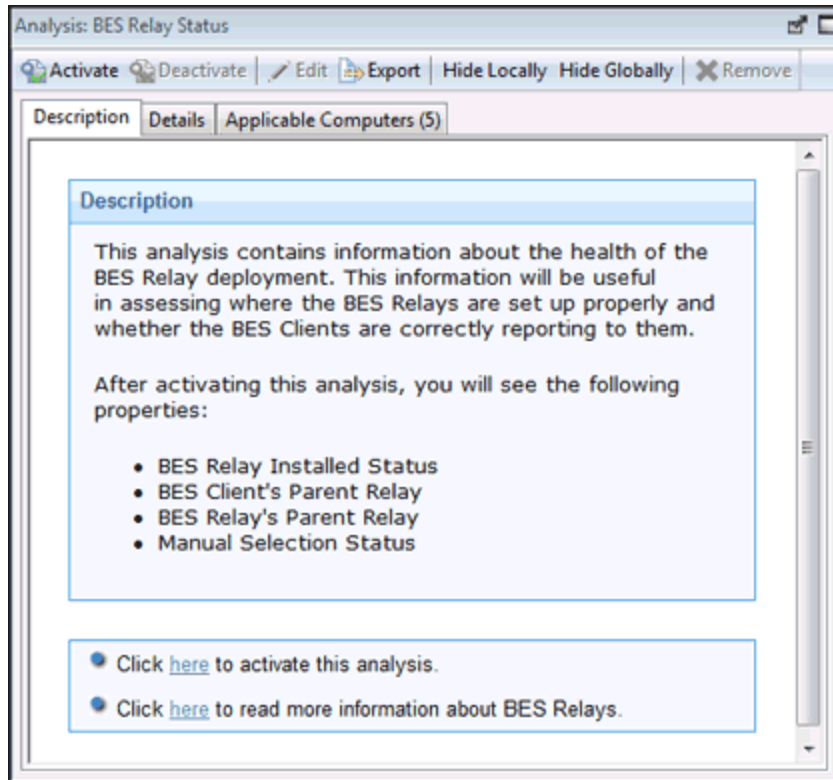 Analysis: BES Relay Status
Activate Deactivate Edit Export Hide Locally Hide Globally Remove
Description Details Applicable Computers (5)
Description
This analysis contains information about the health of the
BES Relay deployment. This information will be useful
in assessing where the BES Relays are set up properly and
whether the BES Clients are correctly reporting to them.
After activating this analysis, you will see the following
properties:
• BES Relay Installed Status
• BES Client's Parent Relay
• BES Relay's Parent Relay
• Manual Selection Status
Click here to activate this analysis.
Click here to read more information about BES Relays.